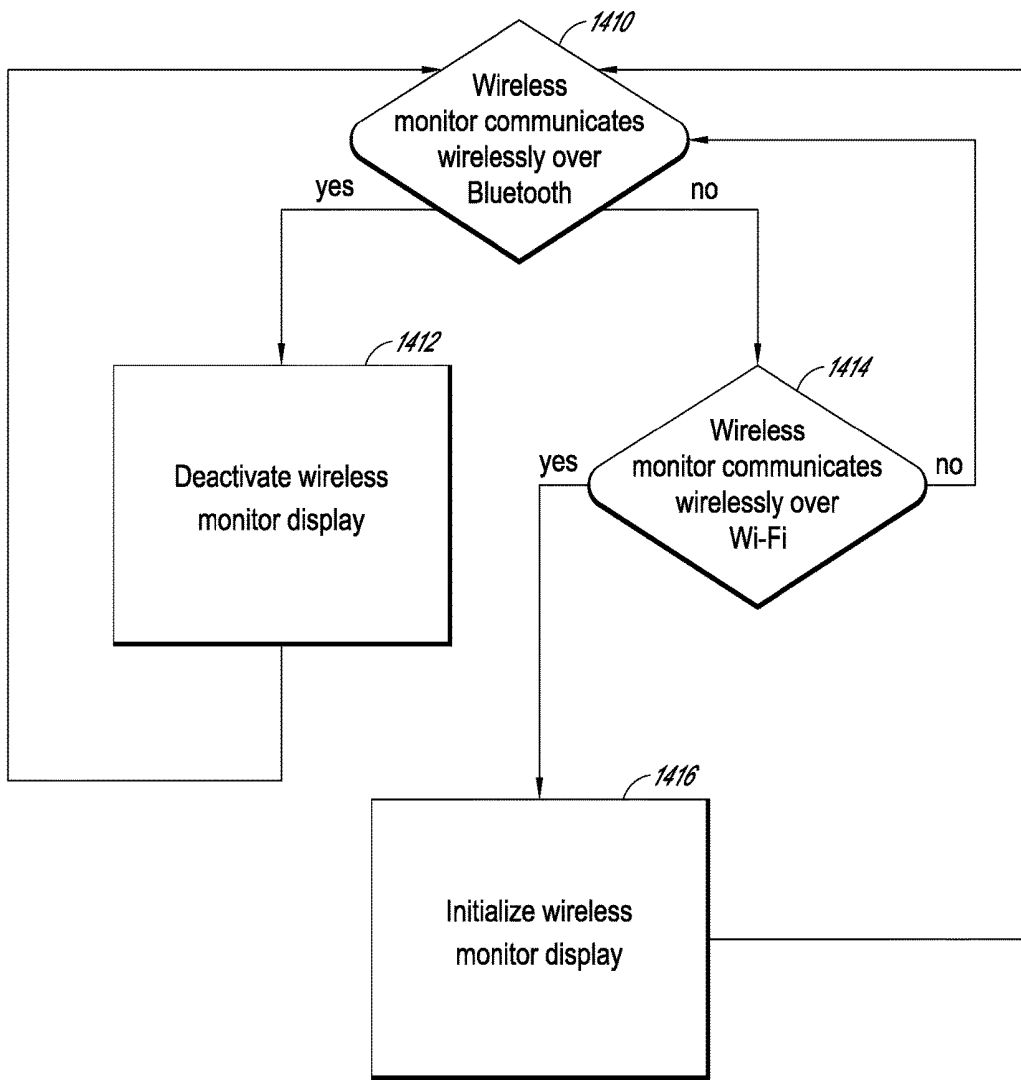 1410
Wireless
monitor communicates
wirelessly over
Bluetooth
yes
no
1412
Deactivate wireless
monitor display
1414
Wireless
monitor communicates
wirelessly over
Wi-Fi
yes
no
1416
Initialize wireless
monitor display